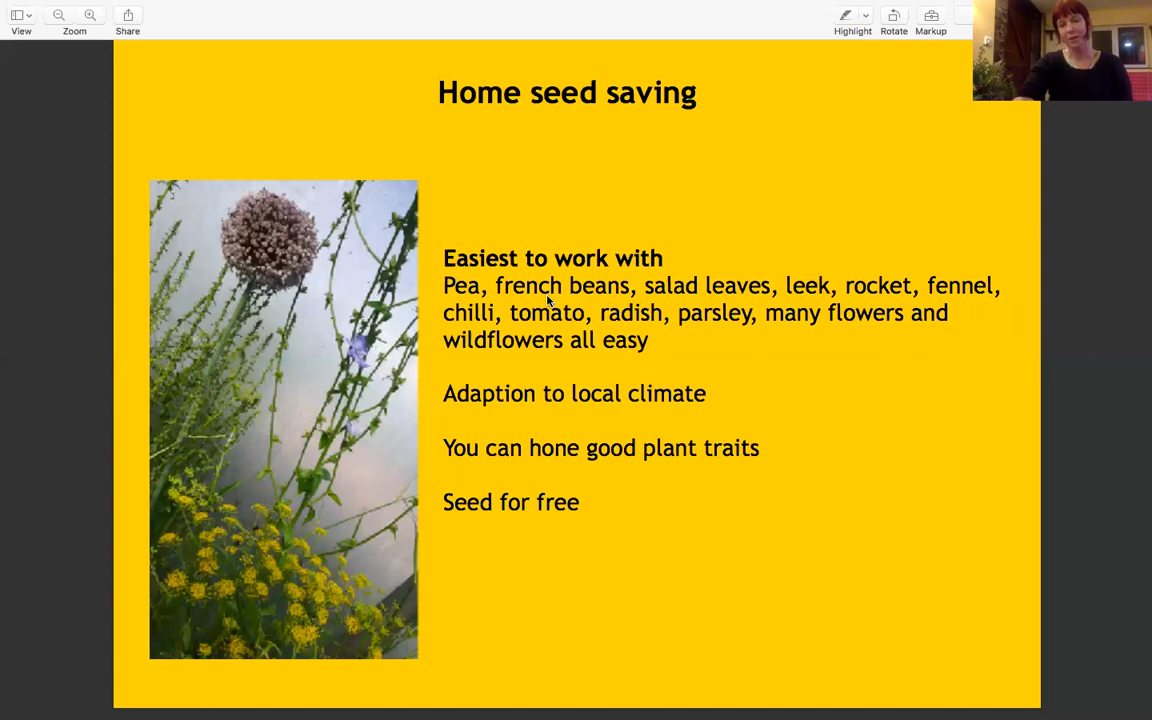 View
Zoom
Share
Highlight
Rotate
Markup
Home seed saving
Easiest to work with
Pea, french beans, salad leaves, leek, rocket, fennel,
chilli, tomato, radish, parsley, many flowers and
wildflowers all easy
Adaption to local climate
You can hone good plant traits
Seed for free